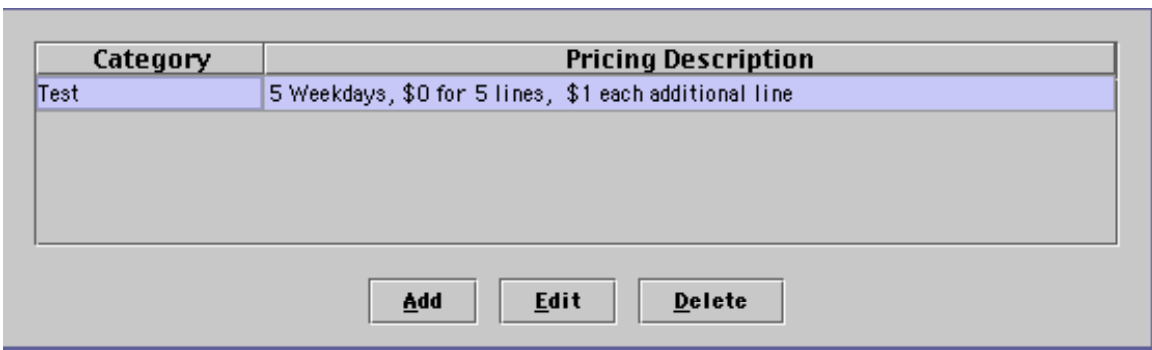 Category Pricing Description
Test 5 Weekdays, $0 for 5 lines, $1 each additional line
Add Edit Delete